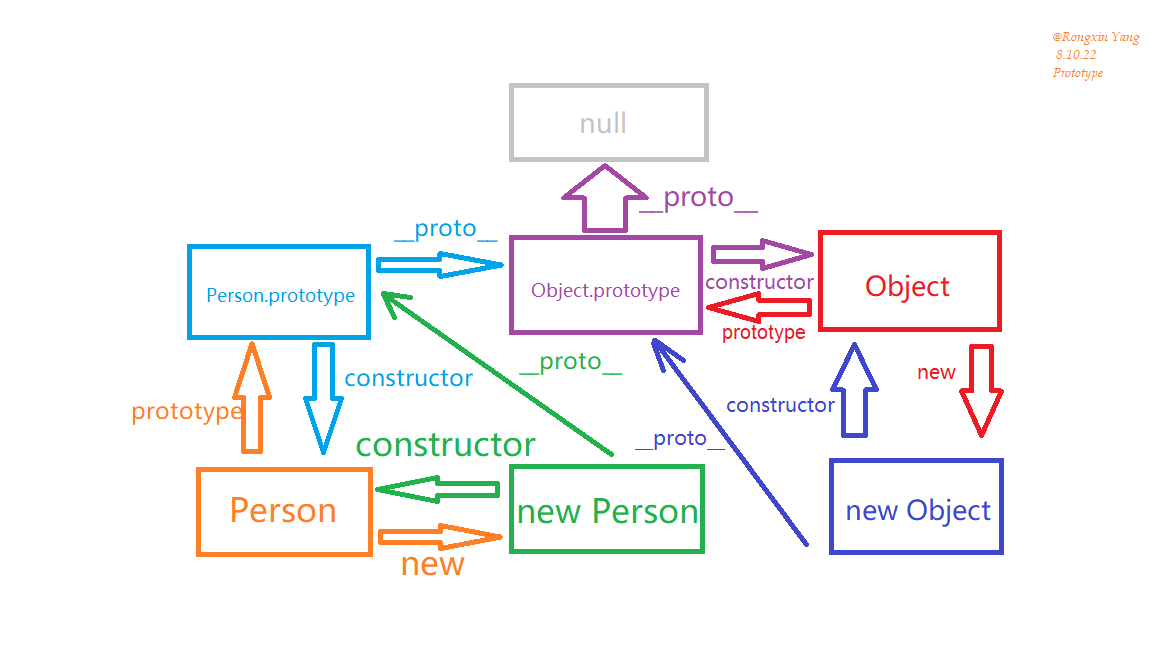 @Rongxin Yang
8.10.22
Prototype
null
__proto__
__proto__
Person.prototype
Object.prototype
constructor
Object
prototype
__proto__
constructor
new
prototype
constructor
constructor
__proto__
Person
new Person
new Object
new